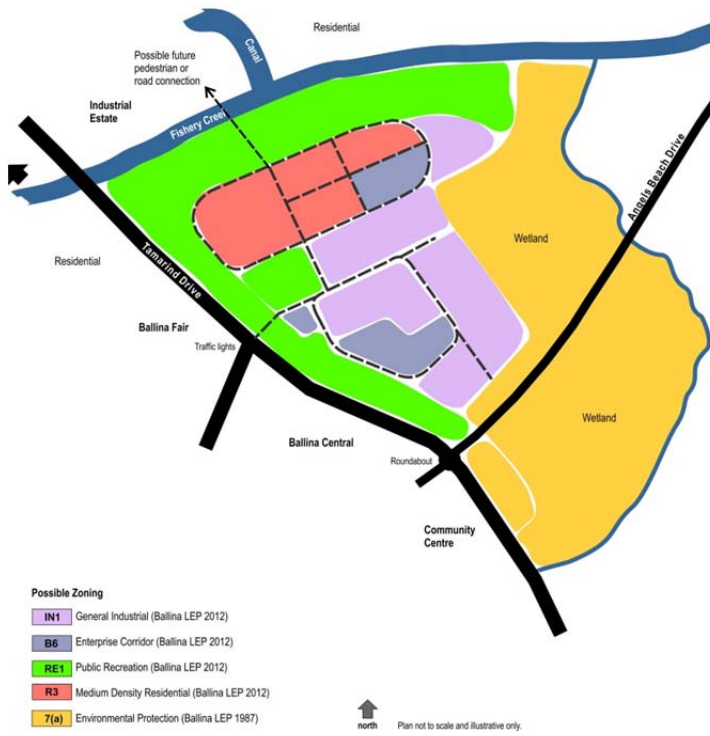 Residential
Canal
Possible future
pedestrian or
road connection
Industrial
Estate
Fishery Creek
Angels Beach Drive
Wetland
Residential
Tamarind Drive
Ballina Fair
Traffic lights
Wetland
Ballina Central
Roundabout
Community
Centre
Possible Zoning
IN1 General Industrial (Ballina LEP 2012)
B6 Enterprise Corridor (Ballina LEP 2012)
RE1 Public Recreation (Ballina LEP 2012)
R3 Medium Density Residential (Ballina LEP 2012)
7(a) Environmental Protection (Ballina LEP 1987)
north Plan not to scale and illustrative only.